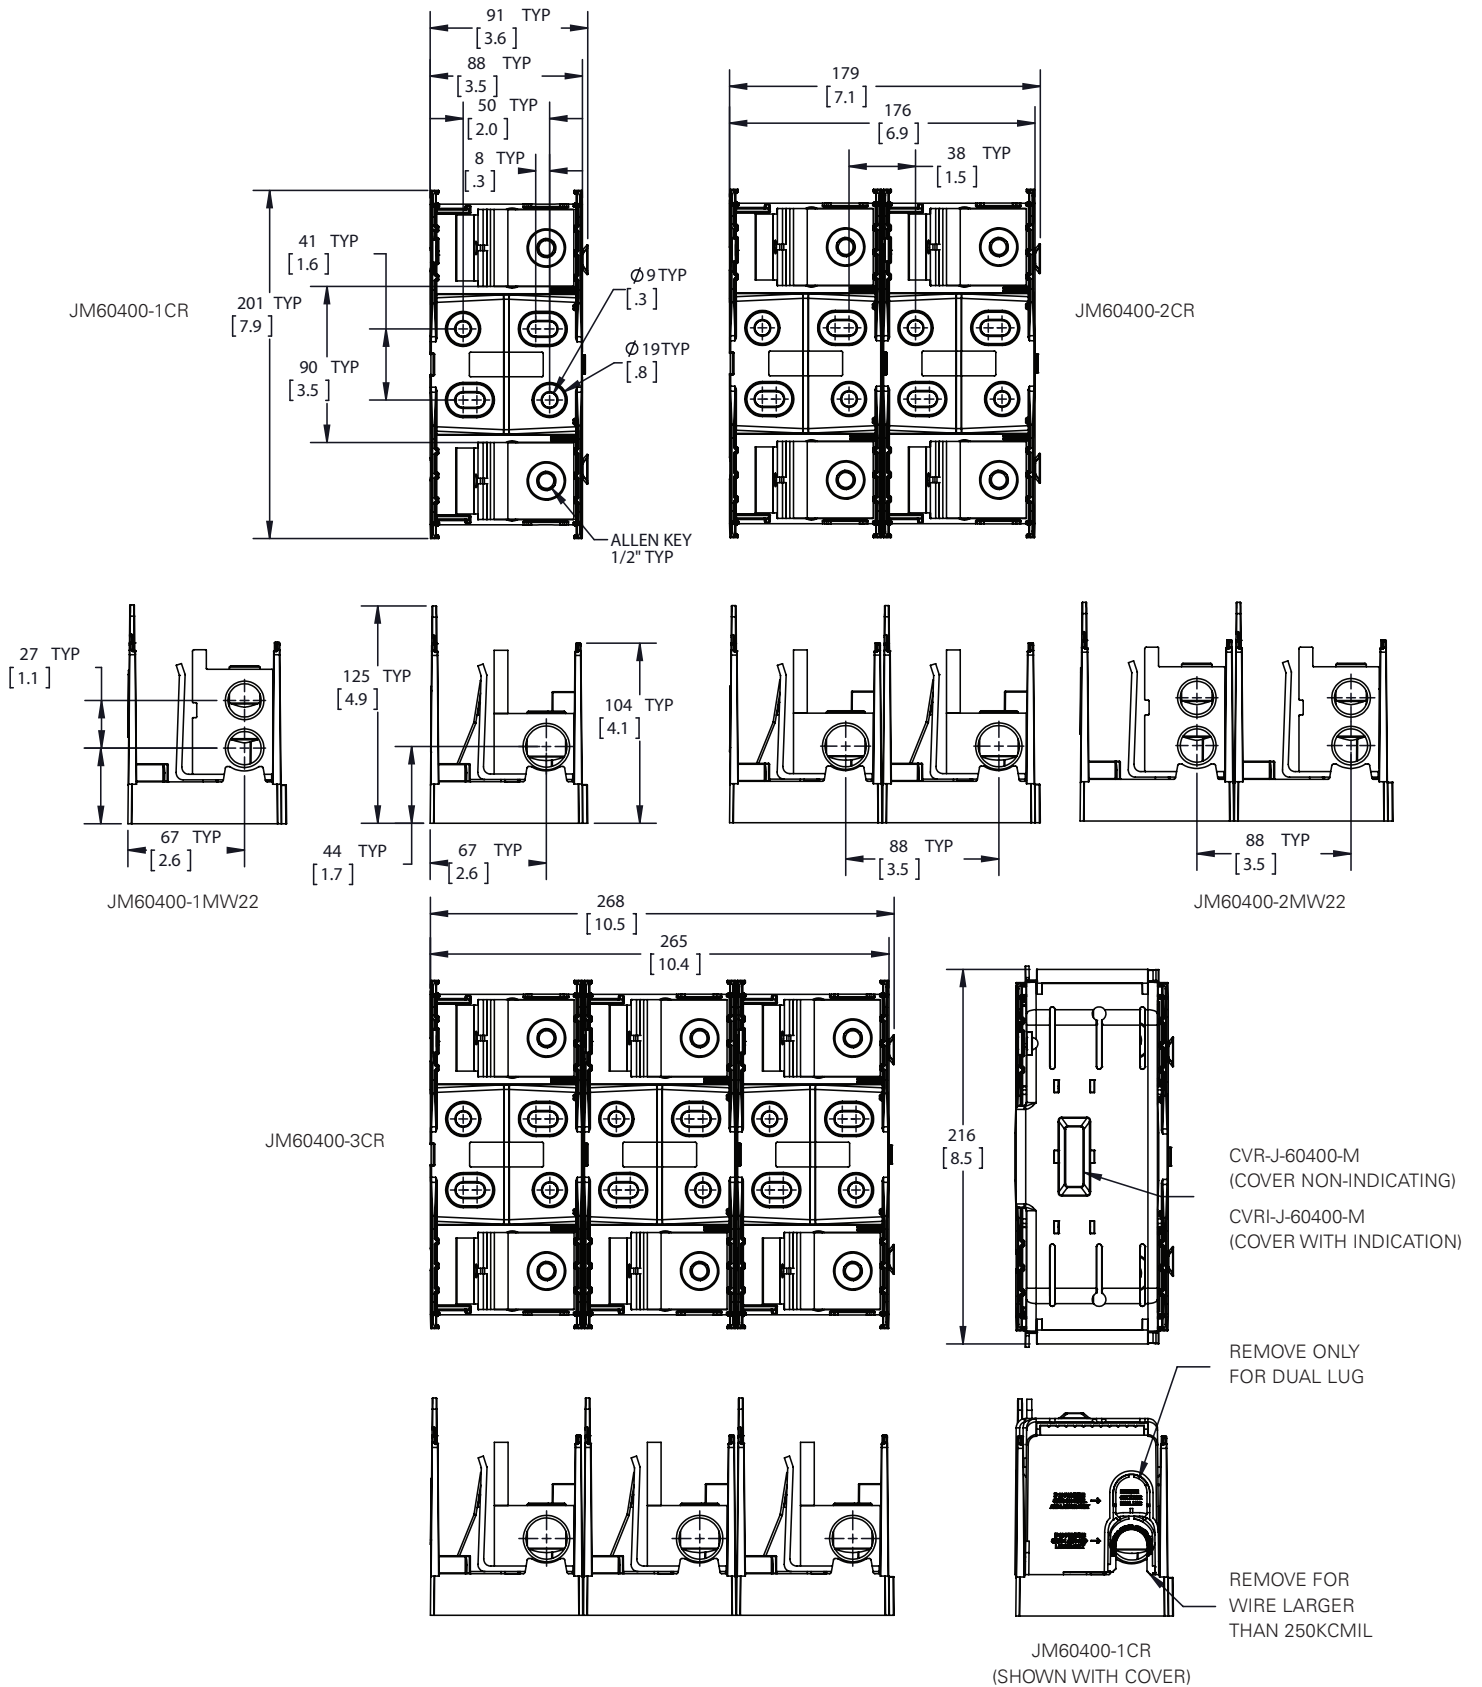 91 TYP
[3.6]
88 TYP
[3.5]
50 TYP
[2.0]
8 TYP
[.3]
179
[7.1]
176
[6.9]
38 TYP
[1.5]
41 TYP
[1.6]
201 TYP
[7.9]
90 TYP
[3.5]
Ø9 TYP
[.3]
Ø19 TYP
[.8]
JM60400-1CR
JM60400-2CR
ALLEN KEY
1/2" TYP
27 TYP
[1.1]
67 TYP
[2.6]
JM60400-1MW22
125 TYP
[4.9]
104 TYP
[4.1]
44 TYP
[1.7]
67 TYP
[2.6]
88 TYP
[3.5]
88 TYP
[3.5]
JM60400-2MW22
268
[10.5]
265
[10.4]
JM60400-3CR
216
[8.5]
CVR-J-60400-M
(COVER NON-INDICATING)
CVRI-J-60400-M
(COVER WITH INDICATION)
REMOVE ONLY
FOR DUAL LUG
REMOVE FOR
WIRE LARGER
THAN 250KCMIL
JM60400-1CR
(SHOWN WITH COVER)